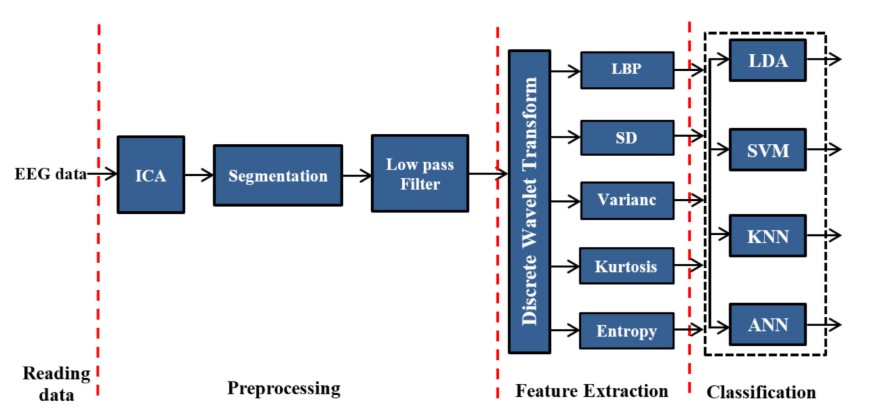 EEG data
ICA
Segmentation
Low pass
Filter
Discrete Wavelet Transform
LBP
SD
Varianc
Kurtosis
Entropy
LDA
SVM
KNN
ANN
Reading
data
Preprocessing
Feature Extraction
Classification